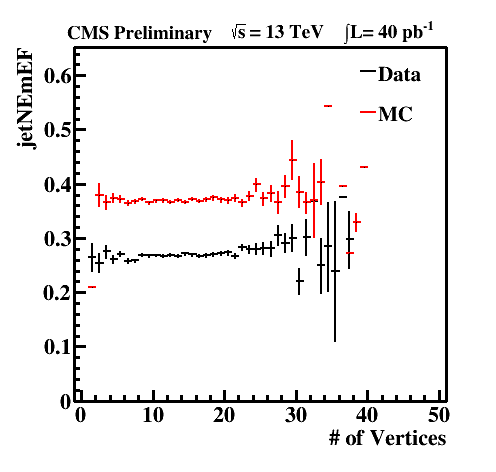 CMS Preliminary √s = 13 TeV ∫L= 40 pb⁻¹
jetNEmEF
Data
MC
0.6
0.5
0.4
0.3
0.2
0.1
0
0 10 20 30 40 50
# of Vertices